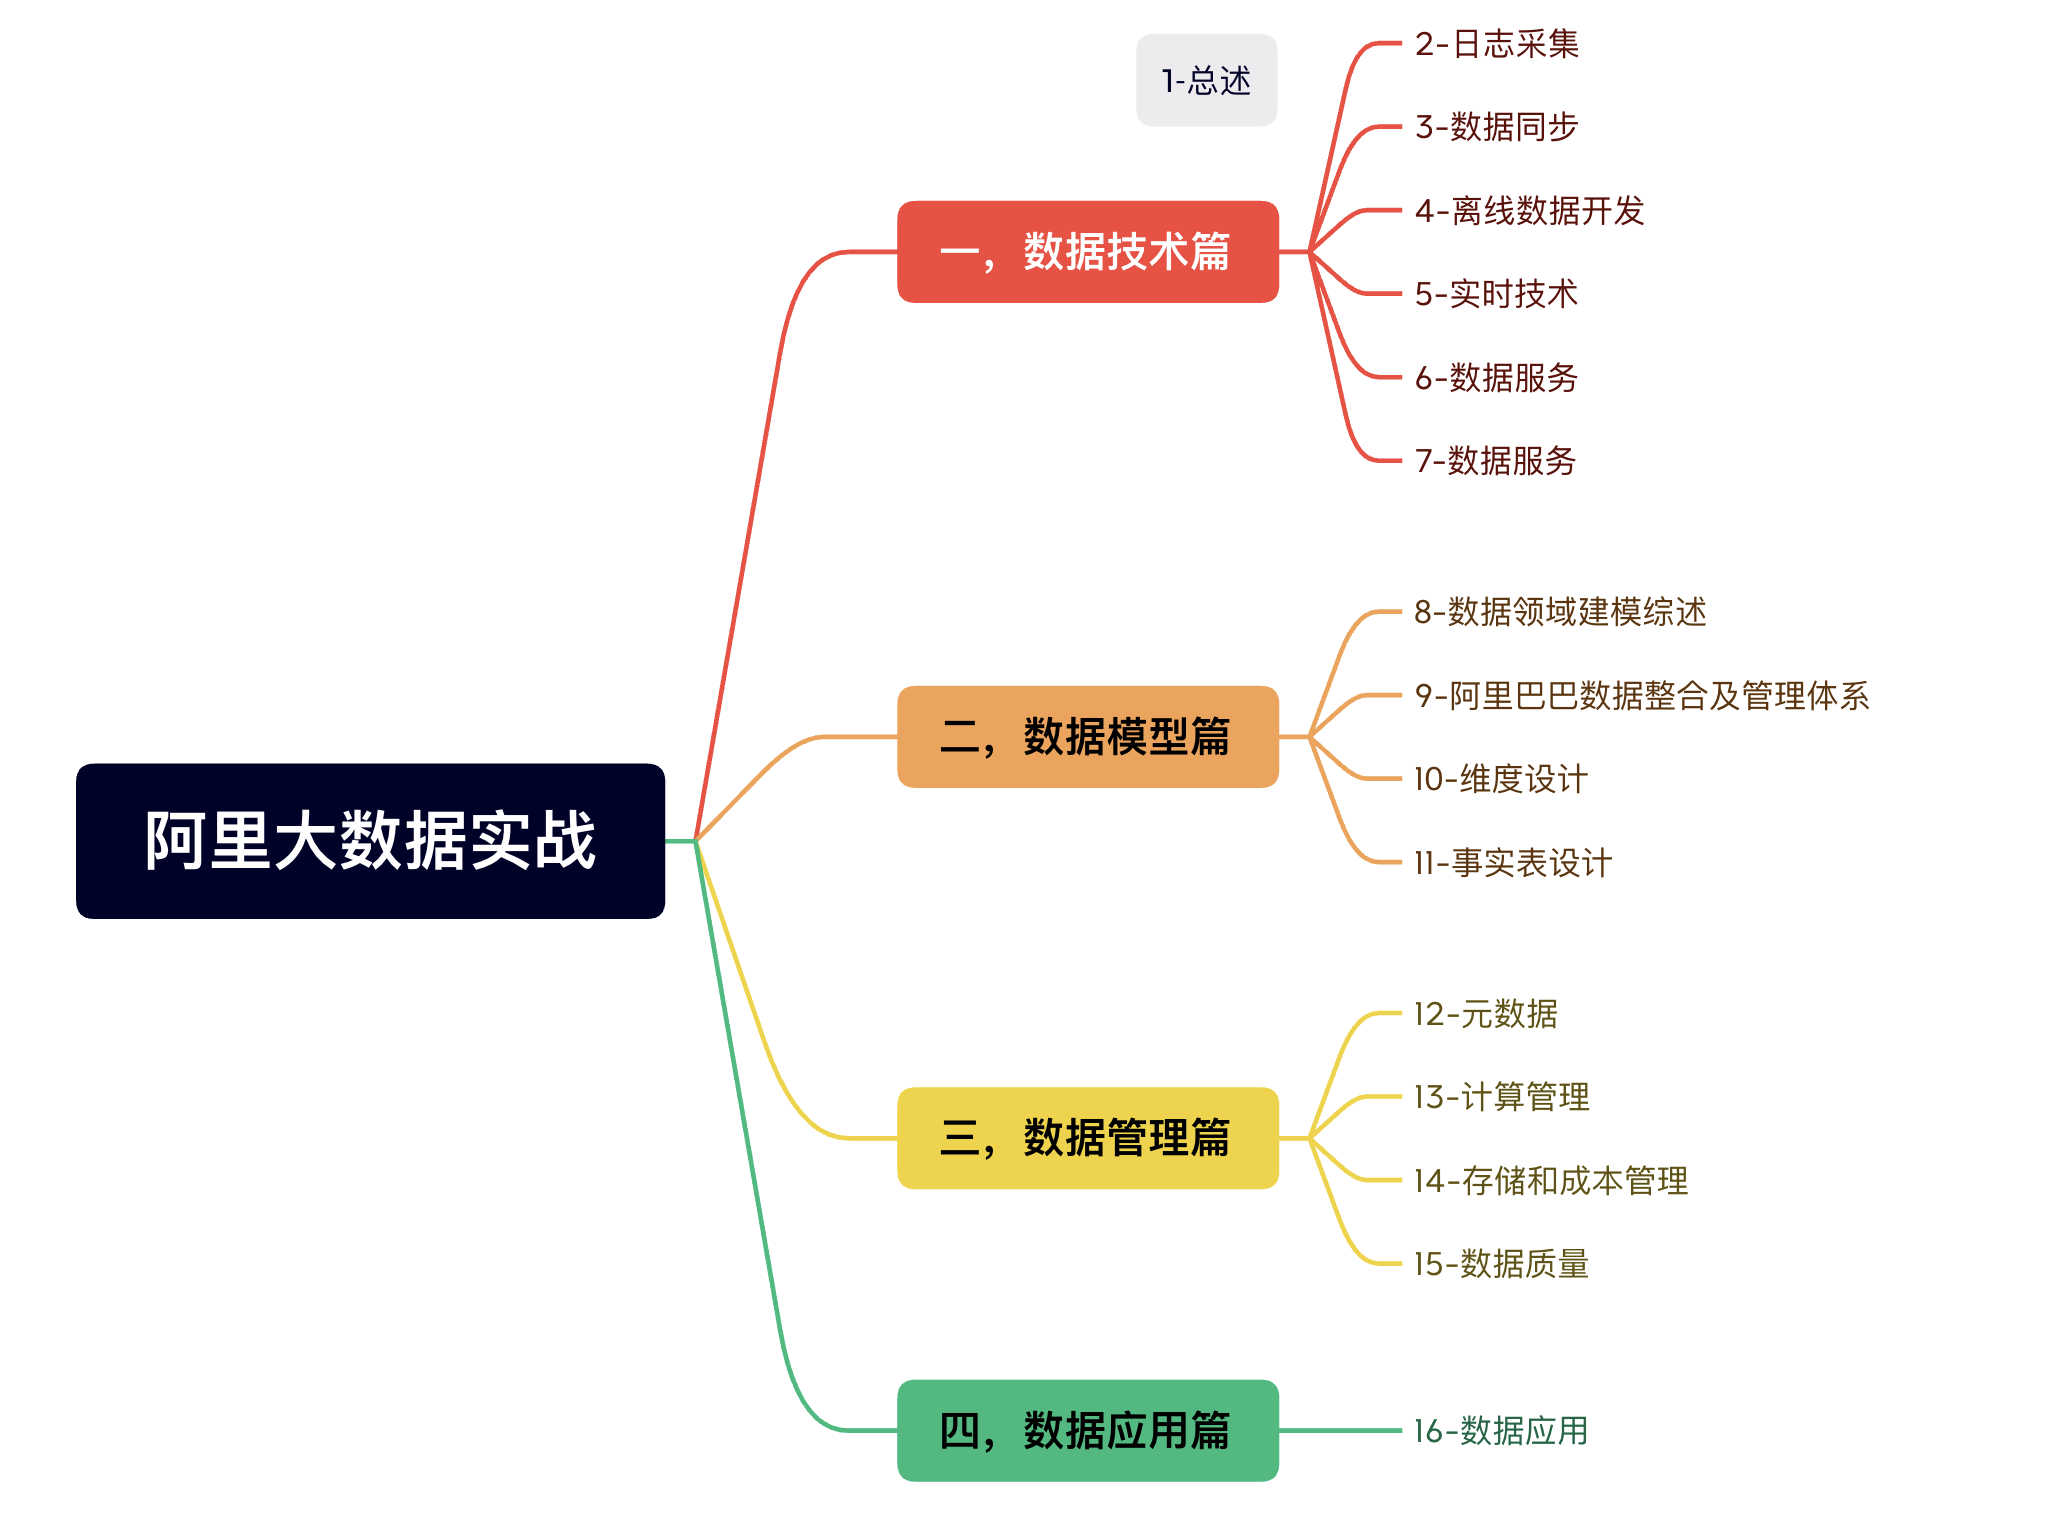 阿里大数据实战
1-总述
一，数据技术篇
2-日志采集
3-数据同步
4-离线数据开发
5-实时技术
6-数据服务
7-数据服务
二，数据模型篇
8-数据领域建模综述
9-阿里巴巴数据整合及管理体系
10-维度设计
11-事实表设计
三，数据管理篇
12-元数据
13-计算管理
14-存储和成本管理
15-数据质量
四，数据应用篇
16-数据应用